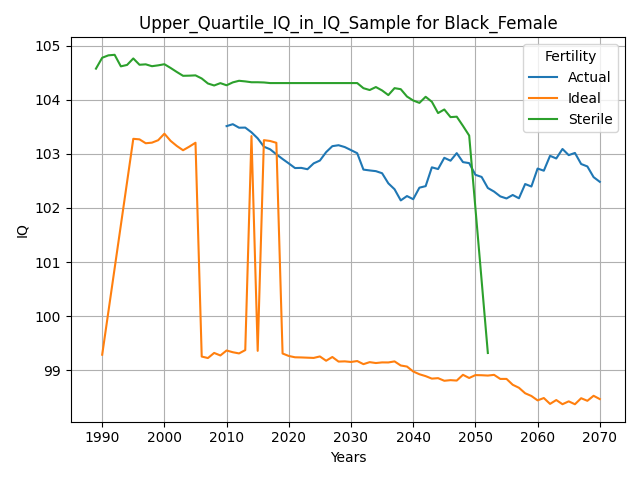 Upper_Quartile_IQ_in_IQ_Sample for Black_Female
Fertility
Actual
Ideal
Sterile
105
104
103
102
101
100
99
IQ
1990 2000 2010 2020 2030 2040 2050 2060 2070
Years